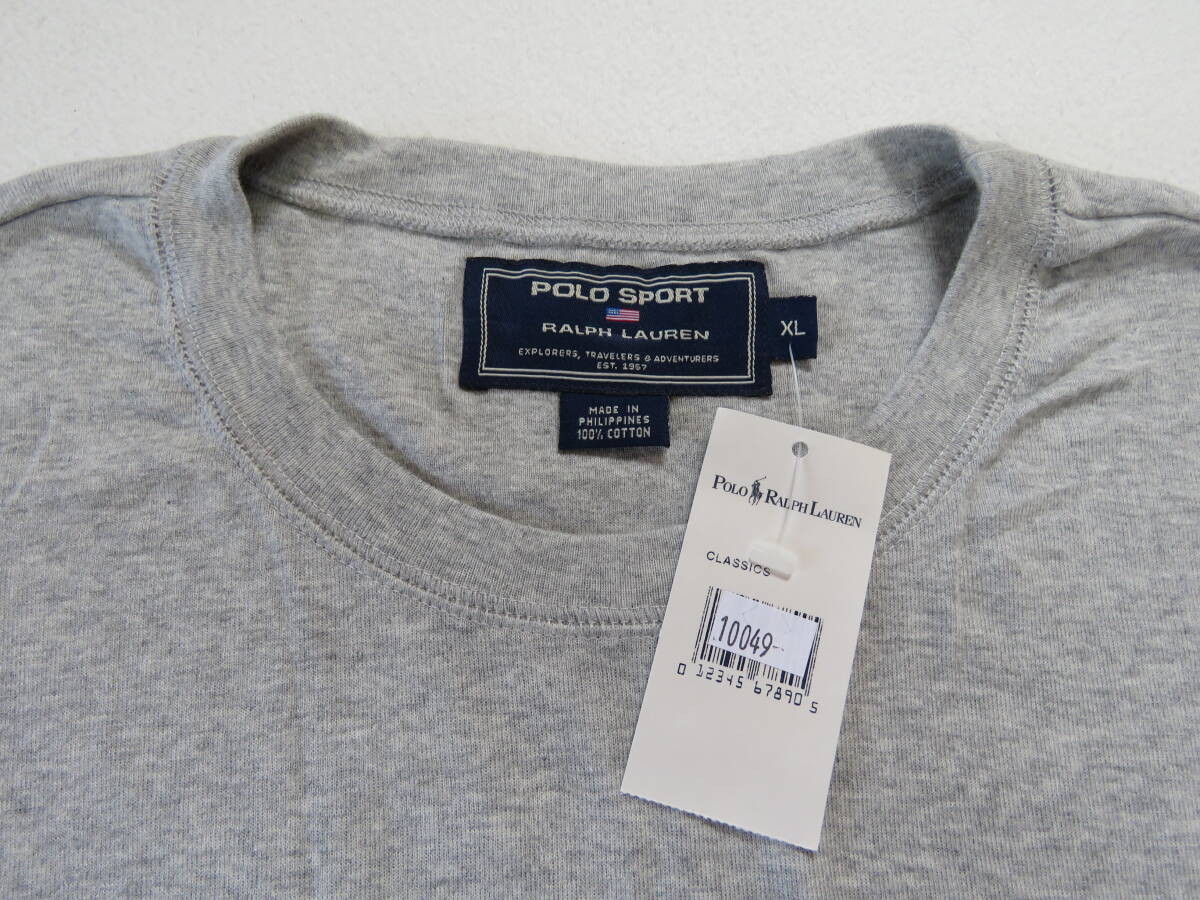 POLO SPORT
RALPH LAUREN
EXPLORERS, TRAVELERS & ADVENTURERS
EST. 1967
XL
MADE IN
PHILIPPINES
100% COTTON
POLO RALPH LAUREN
CLASSICS
10049-
0 12345 67890 5